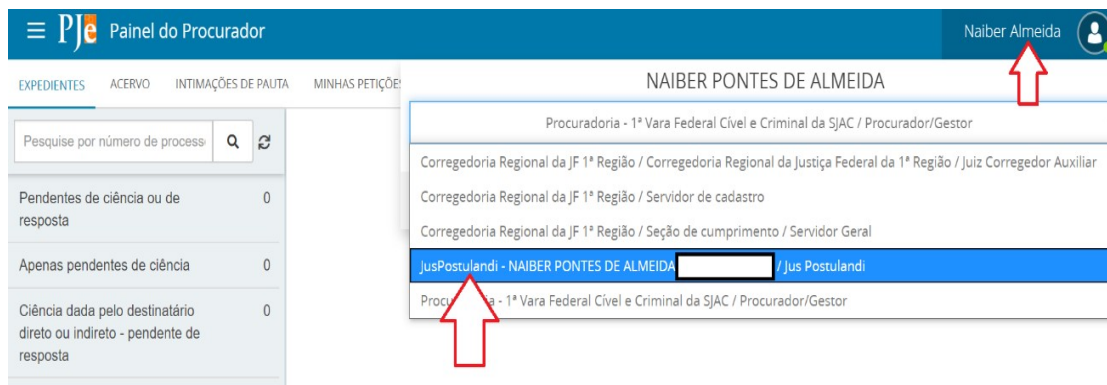 PJe Painel do Procurador
Naiber Almeida
EXPEDIENTES ACERVO INTIMAÇÕES DE PAUTA MINHAS PETIÇÕE
NAIBER PONTES DE ALMEIDA
Pesquise por número de process
Procuradoria - 1ª Vara Federal Cível e Criminal da SJAC / Procurador/Gestor
Corregedoria Regional da JF 1ª Região / Corregedoria Regional da Justiça Federal da 1ª Região / Juiz Corregedor Auxiliar
Corregedoria Regional da JF 1ª Região / Servidor de cadastro
Corregedoria Regional da JF 1ª Região / Seção de cumprimento / Servidor Geral
JusPostulandi - NAIBER PONTES DE ALMEIDA / Jus Postulandi
Procu a - 1ª Vara Federal Cível e Criminal da SJAC / Procurador/Gestor
Pendentes de ciência ou de 0
resposta
Apenas pendentes de ciência 0
Ciência dada pelo destinatário 0
direto ou indireto - pendente de
resposta